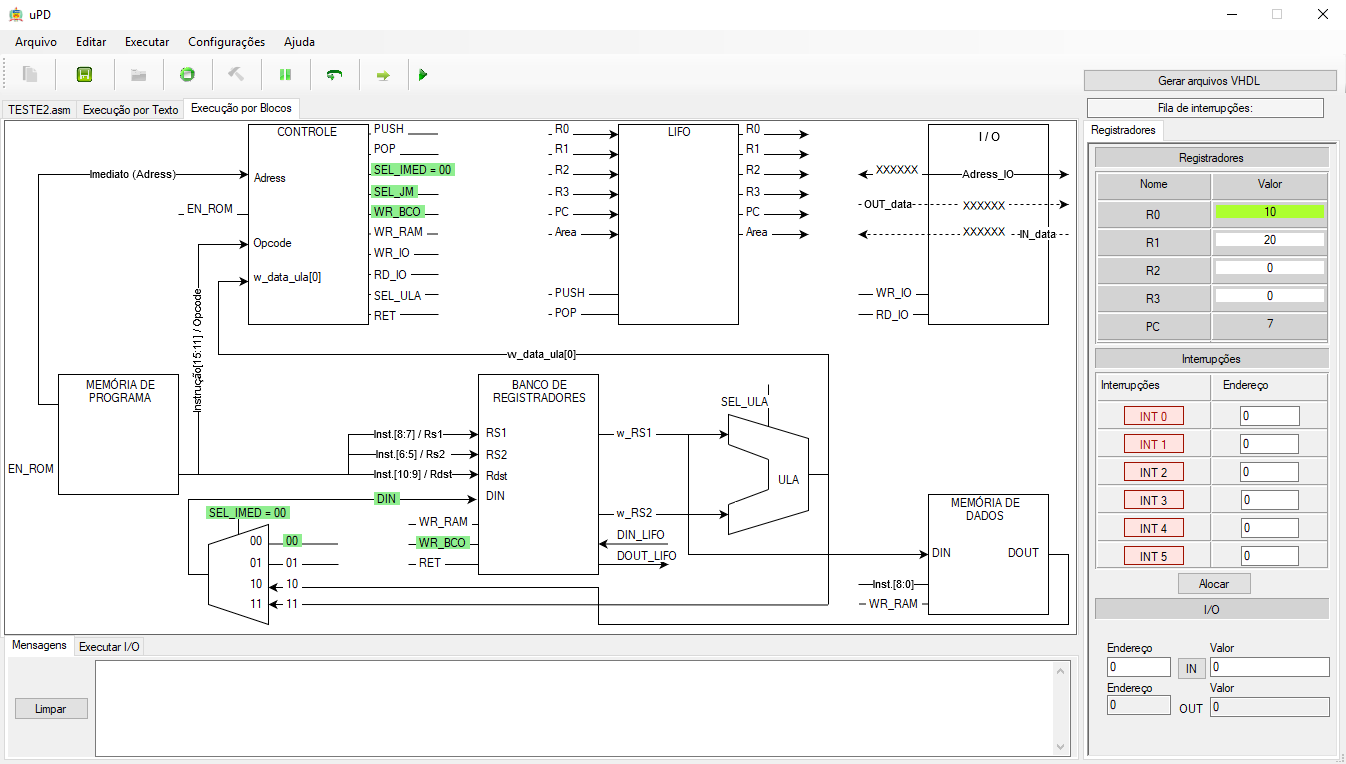 uPD
Arquivo Editar Executar Configurações Ajuda
Gerar arquivos VHDL
TESTE2.asm Execução por Texto Execução por Blocos
Fila de interrupções:
Registradores
CONTROLE
Adress
Opcode
w_data_ula[0]
PUSH
POP
SEL_IMED = 00
SEL_JM
WR_BCO
WR_RAM
WR_IO
RD_IO
SEL_ULA
RET
Imediato (Adress)
EN_ROM
Instrução[15:11] / Opcode
LIFO
R0
R1
R2
R3
PC
Area
PUSH
POP
R0
R1
R2
R3
PC
Area
I / O
XXXXXX
Adress_IO
OUT_data
XXXXXX
XXXXXX
IN_data
WR_IO
RD_IO
w_data_ula[0]
MEMÓRIA DE
PROGRAMA
EN_ROM
BANCO DE
REGISTRADORES
Inst.[8:7] / Rs1
RS1
Inst.[6:5] / Rs2
RS2
Inst.[10:9] / Rdst
Rdst
DIN
DIN
WR_RAM
WR_BCO
RET
w_RS1
w_RS2
DIN_LIFO
DOUT_LIFO
SEL_ULA
ULA
SEL_IMED = 00
00 00
01 01
10 10
11 11
MEMÓRIA DE
DADOS
DIN
DOUT
Inst.[8:0]
WR_RAM
Registradores
Nome Valor
R0 10
R1 20
R2 0
R3 0
PC 7
Interrupções
Interrupções Endereço
INT 0 0
INT 1 0
INT 2 0
INT 3 0
INT 4 0
INT 5 0
Alocar
I/O
Endereço Valor
0 IN 0
Endereço Valor
0 OUT 0
Mensagens Executar I/O
Limpar